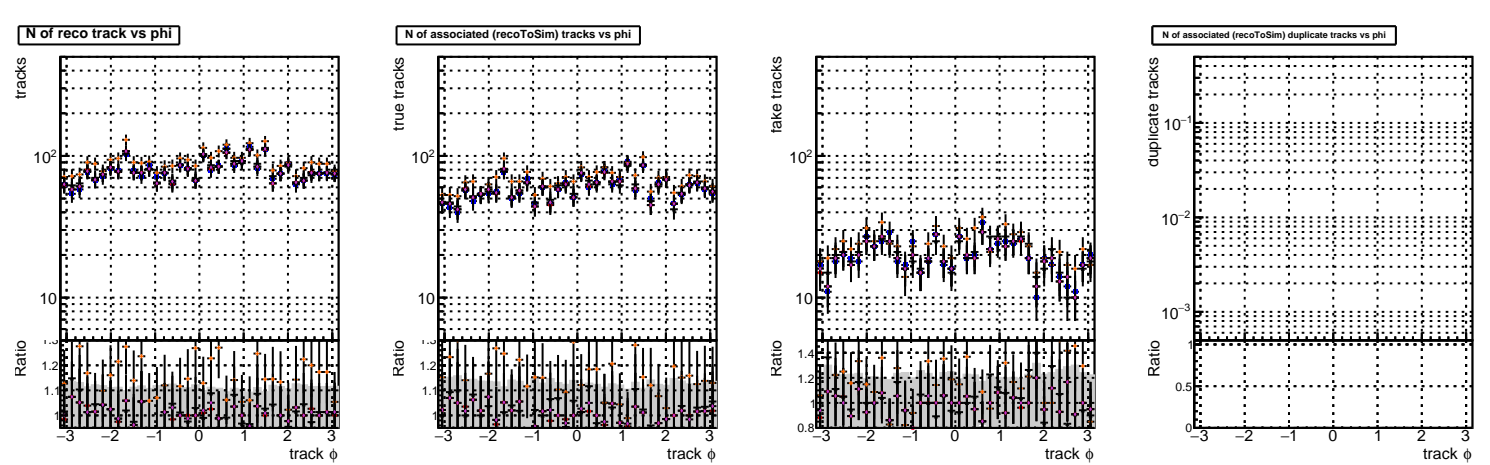 N of reco track vs phi
tracks
10²
10
Ratio
1.3
1.2
1.1
1
−3 −2 −1 0 1 2 3
track ϕ
N of associated (recoToSim) tracks vs phi
true tracks
10²
10
Ratio
1.3
1.2
1.1
1
−3 −2 −1 0 1 2 3
track ϕ
fake tracks
10²
10
Ratio
1.4
1.2
1
0.8
−3 −2 −1 0 1 2 3
track ϕ
N of associated (recoToSim) duplicate tracks vs phi
duplicate tracks
10⁻¹
10⁻²
10⁻³
Ratio
1
0.5
0
−3 −2 −1 0 1 2 3
track ϕ